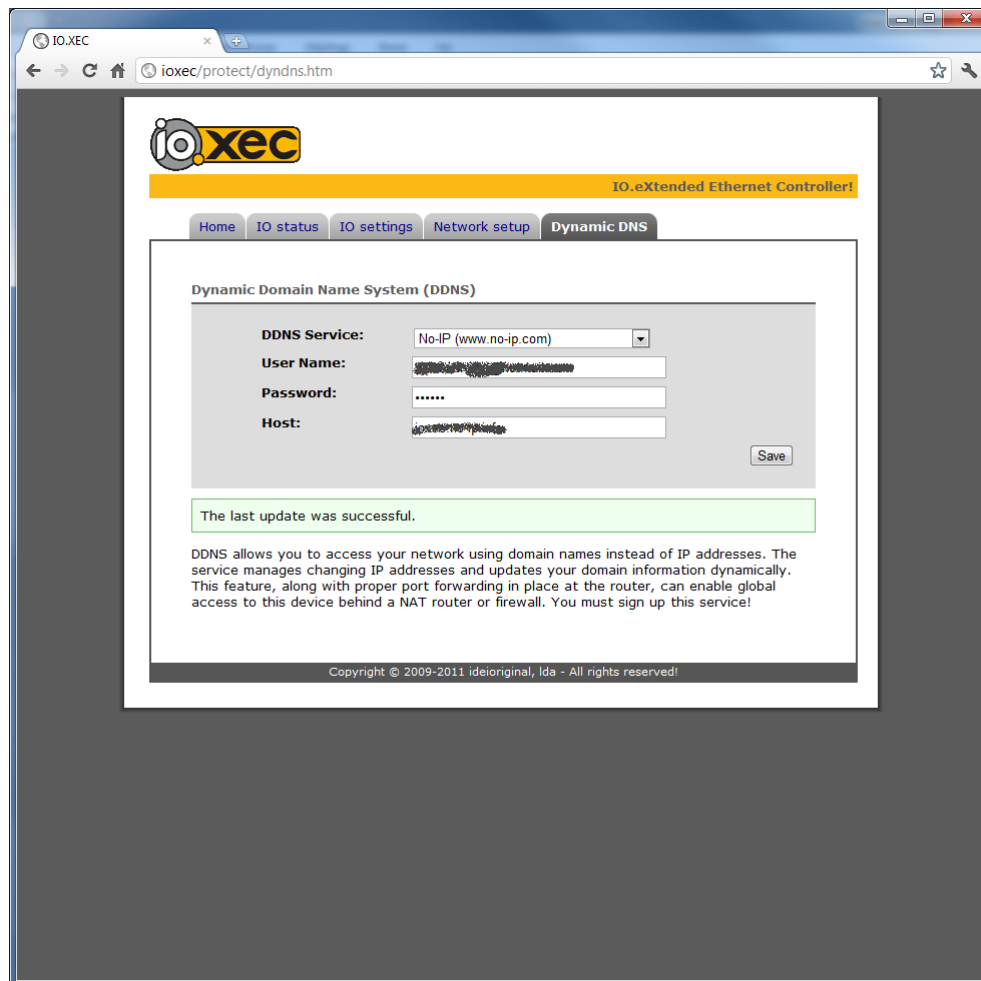 IO.XEC
ioxec/protect/dyndns.htm
io.xec
IO.eXtended Ethernet Controller!
Home IO status IO settings Network setup Dynamic DNS
Dynamic Domain Name System (DDNS)
DDNS Service: No-IP (www.no-ip.com)
User Name:
Password: ••••••
Host:
Save
The last update was successful.
DDNS allows you to access your network using domain names instead of IP addresses. The
service manages changing IP addresses and updates your domain information dynamically.
This feature, along with proper port forwarding in place at the router, can enable global
access to this device behind a NAT router or firewall. You must sign up this service!
Copyright © 2009-2011 ideioriginal, lda - All rights reserved!